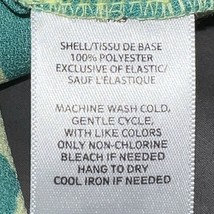 SHELL/TISSU DE BASE
100% POLYESTER
EXCLUSIVE OF ELASTIC/
SAUF L'ÉLASTIQUE
MACHINE WASH COLD,
GENTLE CYCLE,
WITH LIKE COLORS
ONLY NON-CHLORINE
BLEACH IF NEEDED
HANG TO DRY
COOL IRON IF NEEDED